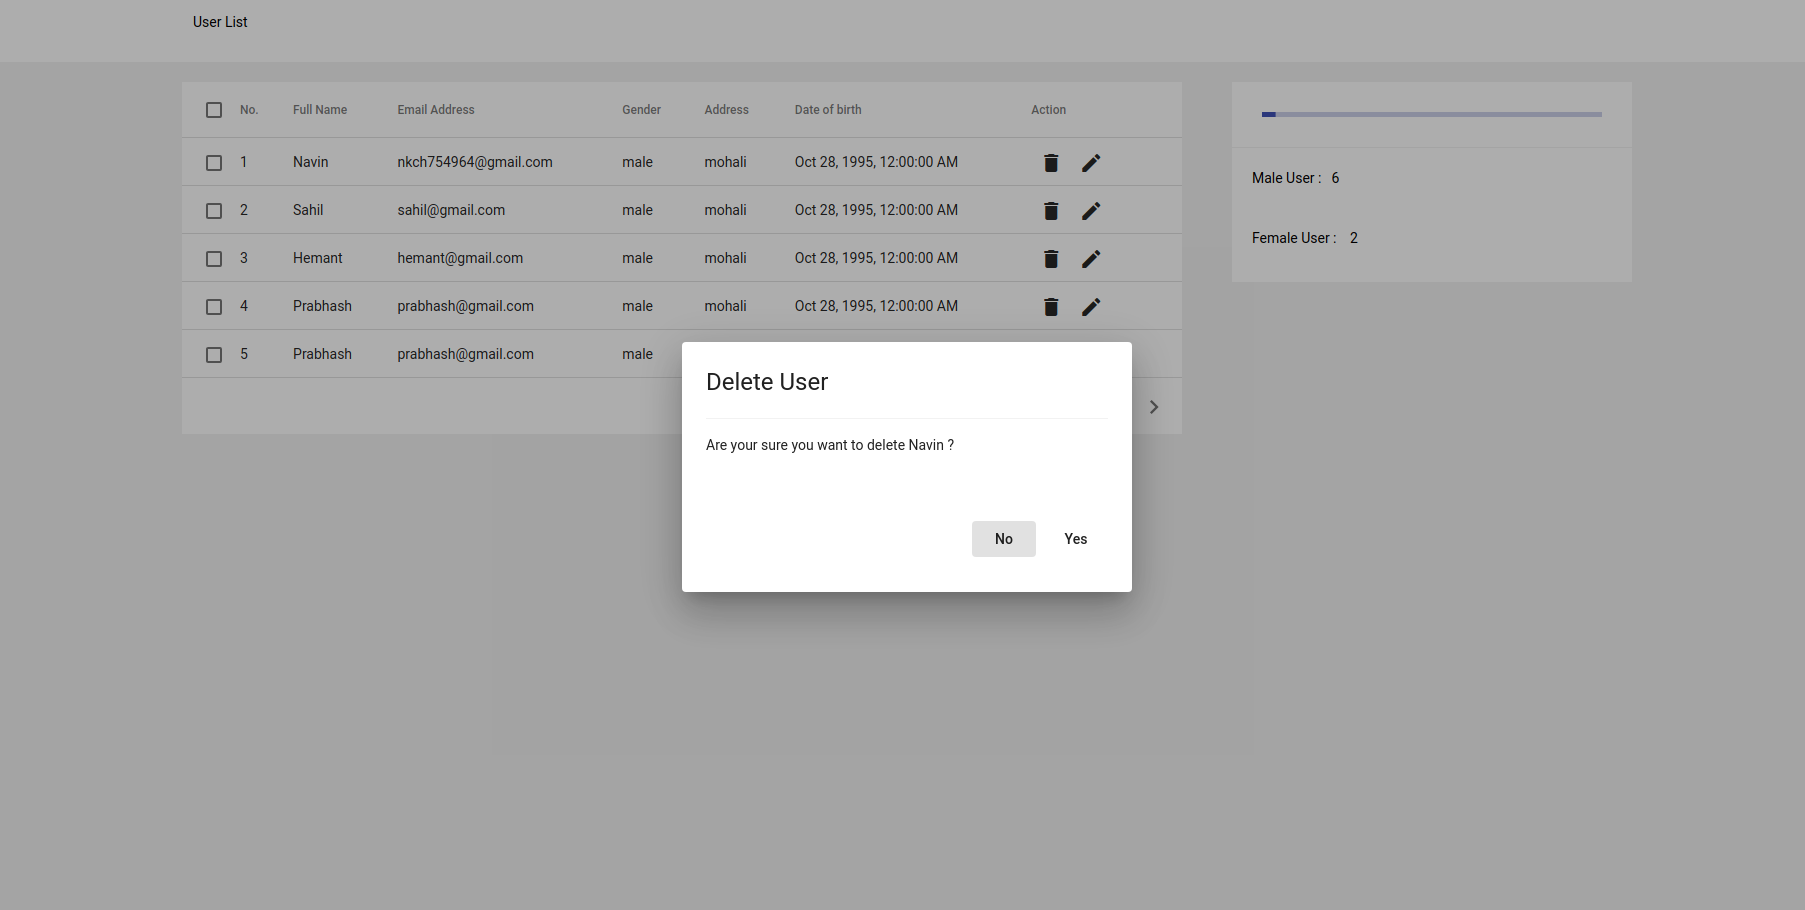 User List
No. Full Name Email Address Gender Address Date of birth Action
1 Navin nkch754964@gmail.com male mohali Oct 28, 1995, 12:00:00 AM
2 Sahil sahil@gmail.com male mohali Oct 28, 1995, 12:00:00 AM
3 Hemant hemant@gmail.com male mohali Oct 28, 1995, 12:00:00 AM
4 Prabhash prabhash@gmail.com male mohali Oct 28, 1995, 12:00:00 AM
5 Prabhash prabhash@gmail.com male
Male User : 6
Female User : 2
Delete User
Are your sure you want to delete Navin ?
No Yes